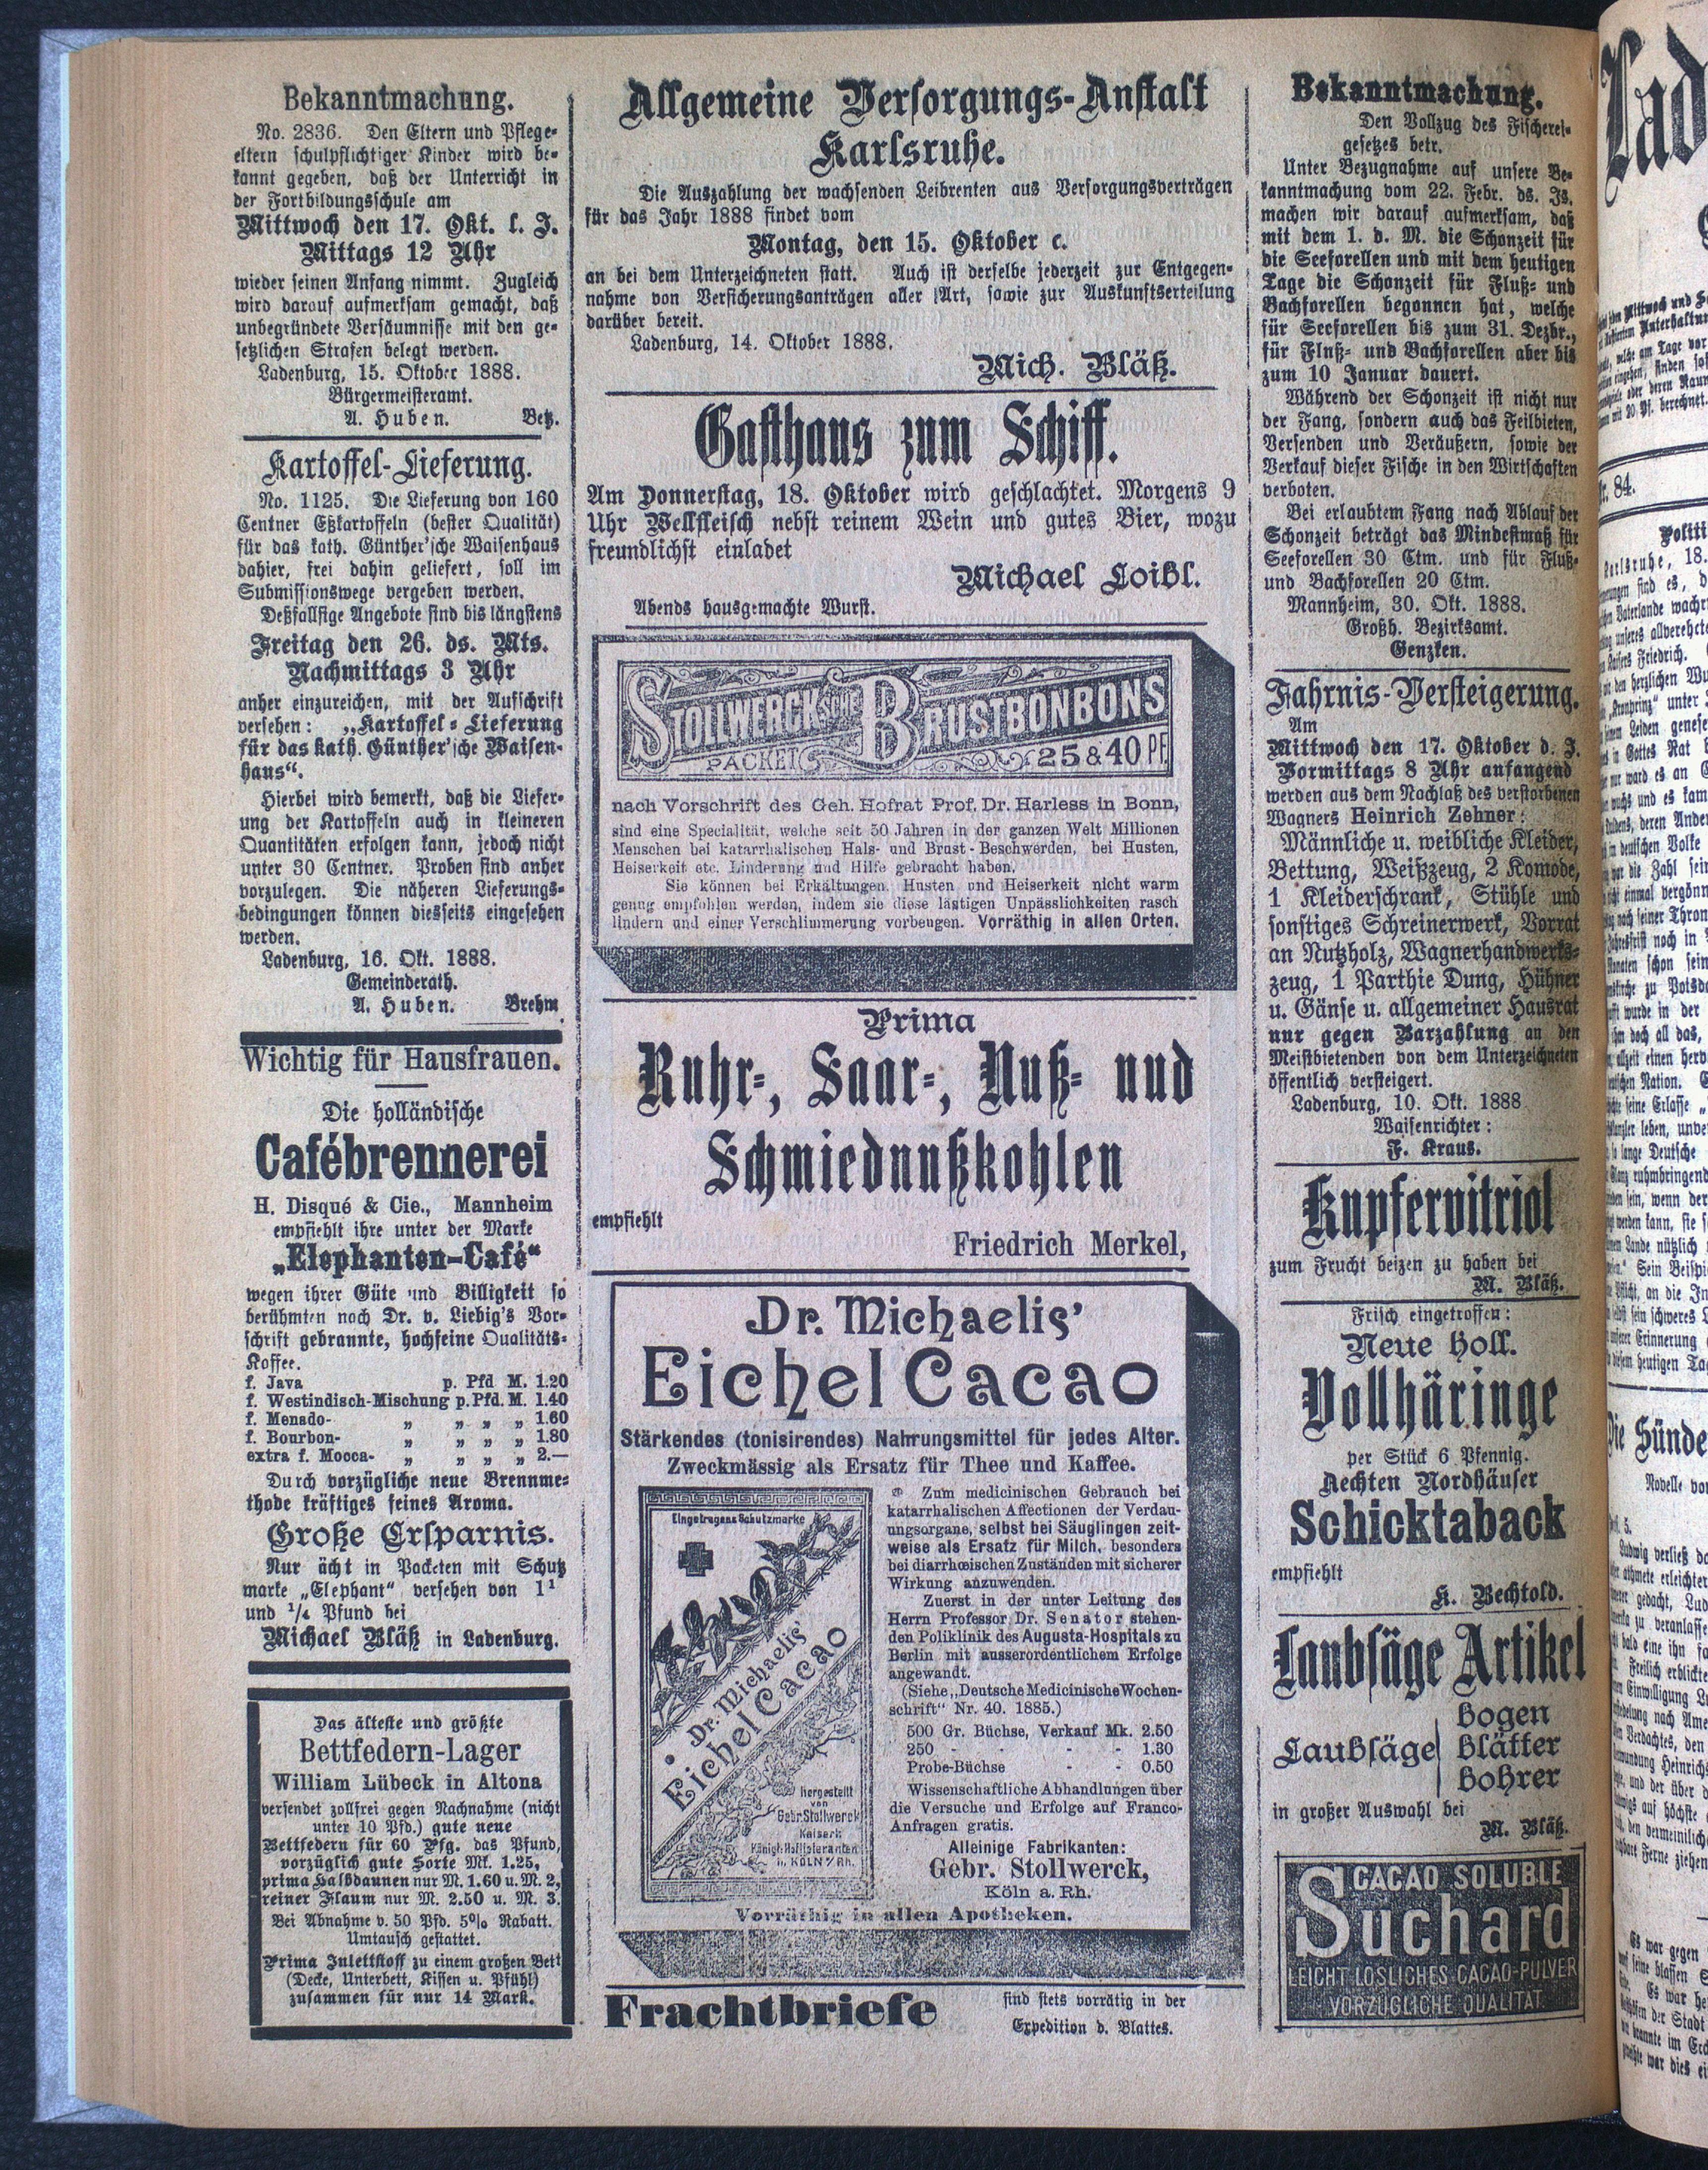 Bekanntmachung.
No. 2836. Den Eltern und Pflege-
eltern schulpflichtiger Kinder wird be-
kannt gegeben, daß der Unterricht in
der Fortbildungsschule am
Mittwoch den 17. Okt. l. J.
Mittags 12 Uhr
wieder seinen Anfang nimmt. Zugleich
wird darauf aufmerksam gemacht, daß
unbegründete Versäumnisse mit den ge-
setzlichen Strafen belegt werden.
Ladenburg, 15. Oktober 1888.
Bürgermeisteramt.
A. Huben. Betz.
Kartoffel-Lieferung.
No. 1125. Die Lieferung von 160
Centner Eßkartoffeln (bester Qualität)
für das kath. Günther'sche Waisenhaus
dahier, frei dahin geliefert, soll im
Submissionswege vergeben werden.
Deßfallsige Angebote sind bis längstens
Freitag den 26. ds. Mts.
Nachmittags 3 Uhr
anher einzureichen, mit der Aufschrift
versehen: „Kartoffel-Lieferung
für das kath. Günther'sche Waisen-
haus“.
Hierbei wird bemerkt, daß die Liefer-
ung der Kartoffeln auch in kleineren
Quantitäten erfolgen kann, jedoch nicht
unter 30 Centner. Proben sind anher
vorzulegen. Die näheren Lieferungs-
bedingungen können diesseits eingesehen
werden.
Ladenburg, 16. Okt. 1888.
Gemeinderath.
A. Huben. Brehm
Wichtig für Hausfrauen.
Die holländische
Cafébrennerei
H. Disqué & Cie., Mannheim
empfiehlt ihre unter der Marke
„Elephanten-Café“
wegen ihrer Güte und Billigkeit so
berühmten nach Dr. v. Liebig's Vor-
schrift gebrannte, hochfeine Qualitäts-
Koffee.
f. Java p. Pfd M. 1.20
f. Westindisch-Mischung p. Pfd. M. 1.40
f. Menado- „ „ „ „ 1.60
f. Bourbon- „ „ „ „ 1.80
extra f. Mocca- „ „ „ „ 2.—
Durch vorzügliche neue Brennme-
thode kräftiges feines Aroma.
Große Ersparnis.
Nur ächt in Packeten mit Schutz
marke „Elephant“ versehen von 1¹
und ¼ Pfund bei
Michael Bläß in Ladenburg.
Das älteste und größte
Bettfedern-Lager
William Lübeck in Altona
versendet zollfrei gegen Nachnahme (nicht
unter 10 Pfd.) gute neue
Bettfedern für 60 Pfg. das Pfund,
vorzüglich gute Sorte Mk. 1.25,
prima Halbdaunen nur M. 1.60 u. M. 2,
reiner Flaum nur M. 2.50 u. M. 3.
Bei Abnahme v. 50 Pfd. 5% Rabatt.
Umtausch gestattet.
Prima Inlettstoff zu einem großen Bett
(Decke, Unterbett, Kissen u. Pfühl)
zusammen für nur 14 Mark.
Allgemeine Versorgungs-Anstalt
Karlsruhe.
Die Auszahlung der wachsenden Leibrenten aus Versorgungsverträgen
für das Jahr 1888 findet vom
Montag, den 15. Oktober c.
an bei dem Unterzeichneten statt. Auch ist derselbe jederzeit zur Entgegen-
nahme von Versicherungsanträgen aller Art, sowie zur Auskunftserteilung
darüber bereit.
Ladenburg, 14. Oktober 1888.
Mich. Bläß.
Gasthaus zum Schiff.
Am Donnerstag, 18. Oktober wird geschlachtet. Morgens 9
Uhr Wellfleisch nebst reinem Wein und gutes Bier, wozu
freundlichst einladet
Michael Loibl.
Abends hausgemachte Wurst.
STOLLWERCK'SCHE BRUSTBONBONS
PACKET 25 & 40 PF.
nach Vorschrift des Geh. Hofrat Prof. Dr. Harless in Bonn,
sind eine Specialität, welche seit 50 Jahren in der ganzen Welt Millionen
Menschen bei katarrhalischen Hals- und Brust-Beschwerden, bei Husten,
Heiserkeit etc. Linderung und Hilfe gebracht haben.
Sie können bei Erkältungen, Husten und Heiserkeit nicht warm
genug empfohlen werden, indem sie diese lästigen Unpässlichkeiten rasch
lindern und einer Verschlimmerung vorbeugen. Vorräthig in allen Orten.
Prima
Ruhr-, Saar-, Nuß- und
Schmiednußkohlen
empfiehlt
Friedrich Merkel,
Dr. Michaelis'
Eichel Cacao
Stärkendes (tonisirendes) Nahrungsmittel für jedes Alter.
Zweckmässig als Ersatz für Thee und Kaffee.
Eingetragene Schutzmarke
Dr. Michaelis'
Eichel Cacao
hergestellt
von
Gebr. Stollwerck
Kaiserl:
Königl: Hoflieferanten
in KÖLN a/Rh.
Zum medicinischen Gebrauch bei
katarrhalischen Affectionen der Verdau-
ungsorgane, selbst bei Säuglingen zeit-
weise als Ersatz für Milch, besonders
bei diarrhœischen Zuständen mit sicherer
Wirkung anzuwenden.
Zuerst in der unter Leitung des
Herrn Professor Dr. Senator stehen-
den Poliklinik des Augusta-Hospitals zu
Berlin mit ausserordentlichem Erfolge
angewandt.
(Siehe „Deutsche Medicinische Wochen-
schrift“ Nr. 40. 1885.)
500 Gr. Büchse, Verkauf Mk. 2.50
250 - - - - 1.30
Probe-Büchse - - 0.50
Wissenschaftliche Abhandlungen über
die Versuche und Erfolge auf Franco-
Anfragen gratis.
Alleinige Fabrikanten:
Gebr. Stollwerck,
Köln a. Rh.
Vorräthig in allen Apotheken.
Frachtbriefe sind stets vorrätig in der
Expedition d. Blattes.
Bekanntmachung.
Den Vollzug des Fischerei-
gesetzes betr.
Unter Bezugnahme auf unsere Be-
kanntmachung vom 22. Febr. ds. Js.
machen wir darauf aufmerksam, daß
mit dem 1. d. M. die Schonzeit für
die Seeforellen und mit dem heutigen
Tage die Schonzeit für Fluß- und
Bachforellen begonnen hat, welche
für Seeforellen bis zum 31. Dezbr.,
für Fluß- und Bachforellen aber bis
zum 10 Januar dauert.
Während der Schonzeit ist nicht nur
der Fang, sondern auch das Feilbieten,
Versenden und Veräußern, sowie der
Verkauf dieser Fische in den Wirtschaften
verboten.
Bei erlaubtem Fang nach Ablauf der
Schonzeit beträgt das Mindestmaß für
Seeforellen 30 Ctm. und für Fluß-
und Bachforellen 20 Ctm.
Mannheim, 30. Okt. 1888.
Großh. Bezirksamt.
Genzken.
Fahrnis-Versteigerung.
Am
Mittwoch den 17. Oktober d. J.
Vormittags 8 Uhr anfangend
werden aus dem Nachlaß des verstorbenen
Wagners Heinrich Zehner:
Männliche u. weibliche Kleider,
Bettung, Weißzeug, 2 Komode,
1 Kleiderschrank, Stühle und
sonstiges Schreinerwerk, Vorrat
an Nutzholz, Wagnerhandwerks-
zeug, 1 Parthie Dung, Hühner
u. Gänse u. allgemeiner Hausrat
nur gegen Barzahlung an den
Meistbietenden von dem Unterzeichneten
öffentlich versteigert.
Ladenburg, 10. Okt. 1888
Waisenrichter:
F. Kraus.
Kupfervitriol
zum Frucht beizen zu haben bei
M. Bläß.
Frisch eingetroffen:
Neue holl.
Vollhäringe
per Stück 6 Pfennig.
Aechten Nordhäuser
Schicktaback
empfiehlt
K. Bechtold.
Laubsäge Artikel
Laubsäge Bogen
Blätter
Bohrer
in großer Auswahl bei
M. Bläß.
CACAO SOLUBLE
Suchard
LEICHT LÖSLICHES CACAO-PULVER
VORZÜGLICHE QUALITÄT
Lad
Nr. 84.
Karlsruhe, 18.
Die Sünde
Novelle von